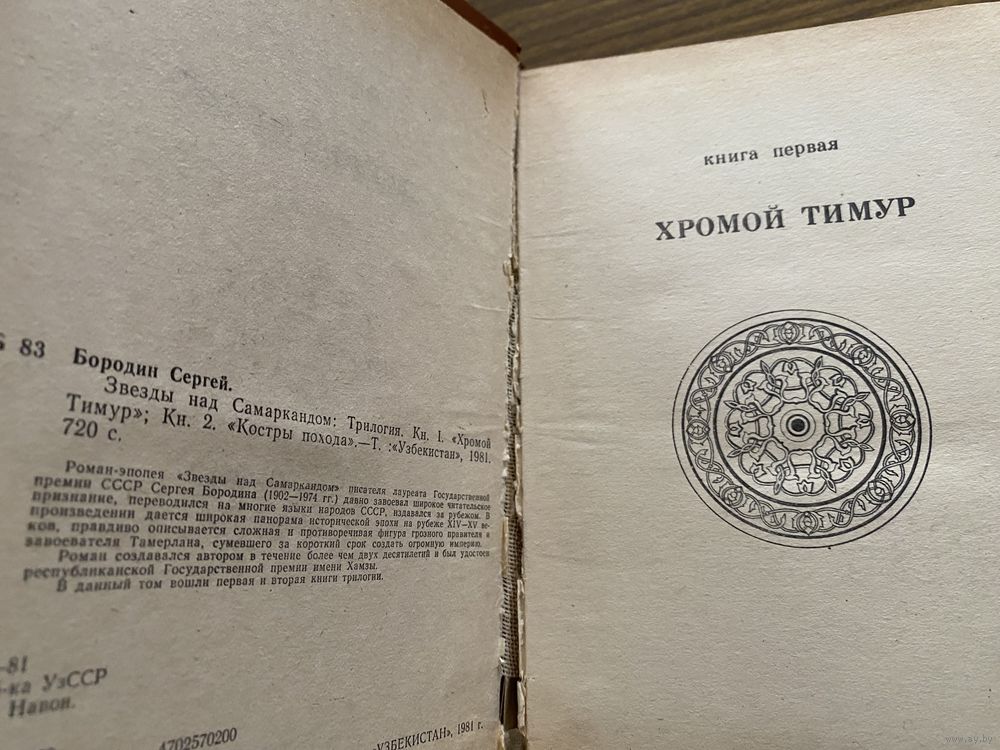 Б 83 Бородин Сергей.
Звезды над Самаркандом: Трилогия. Кн. I. «Хромой
Тимур»; Кн. 2. «Костры похода».—Т. :«Узбекистан», 1981.
720 с.
Роман-эпопея «Звезды над Самаркандом» писателя лауреата Государственной
премии СССР Сергея Бородина (1902—1974 гг.) давно завоевал широкое читательское
признание, переводился на многие языки народов СССР, издавался за рубежом. В
произведении дается широкая панорама исторической эпохи на рубеже XIV—XV ве-
ков, правдиво описывается сложная и противоречивая фигура грозного правителя и
завоевателя Тамерлана, сумевшего за короткий срок создать огромную империю.
Роман создавался автором в течение более чем двух десятилетий и был удостоен
республиканской Государственной премии имени Хамзы.
В данный том вошли первая и вторая книги трилогии.
-81
-ка УзССР
Навои.
4702570200
«УЗБЕКИСТАН», 1981 г.
книга первая
ХРОМОЙ ТИМУР
www.ay.by